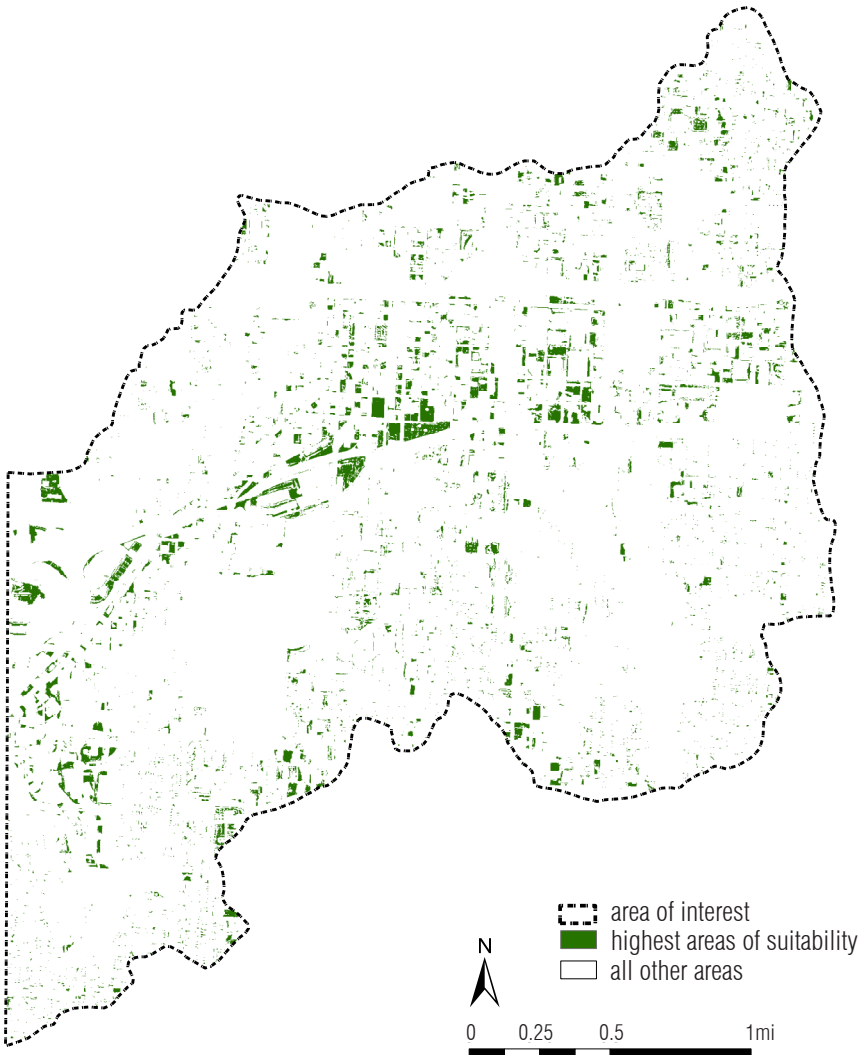 area of interest
highest areas of suitability
all other areas
N
0 0.25 0.5 1mi